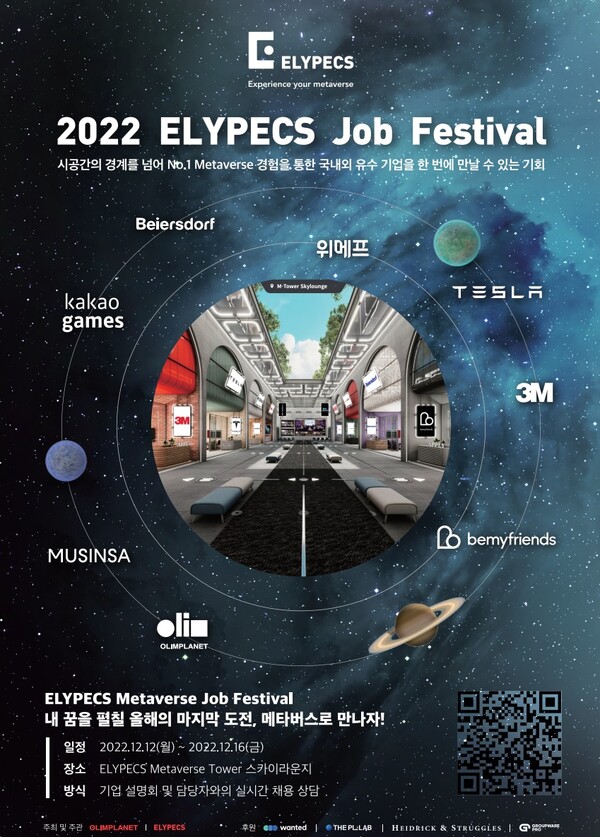 ELYPECS
Experience your metaverse
2022 ELYPECS Job Festival
시공간의 경계를 넘어 No.1 Metaverse 경험을 통한 국내외 유수 기업을 한 번에 만날 수 있는 기회
Beiersdorf
위메프
TESLA
kakao
games
M-Tower Skylounge
3M
3M
bemyfriends
MUSINSA
olim
OLIMPLANET
ELYPECS Metaverse Job Festival
내 꿈을 펼칠 올해의 마지막 도전, 메타버스로 만나자!
일정 2022.12.12(월) ~ 2022.12.16(금)
장소 ELYPECS Metaverse Tower 스카이라운지
방식 기업 설명회 및 담당자와의 실시간 채용 상담
주최 및 주관 OLIMPLANET | ELYPECS 후원 wanted | THE PL:LAB | HEIDRICK & STRUGGLES | GROUPWARE PRO